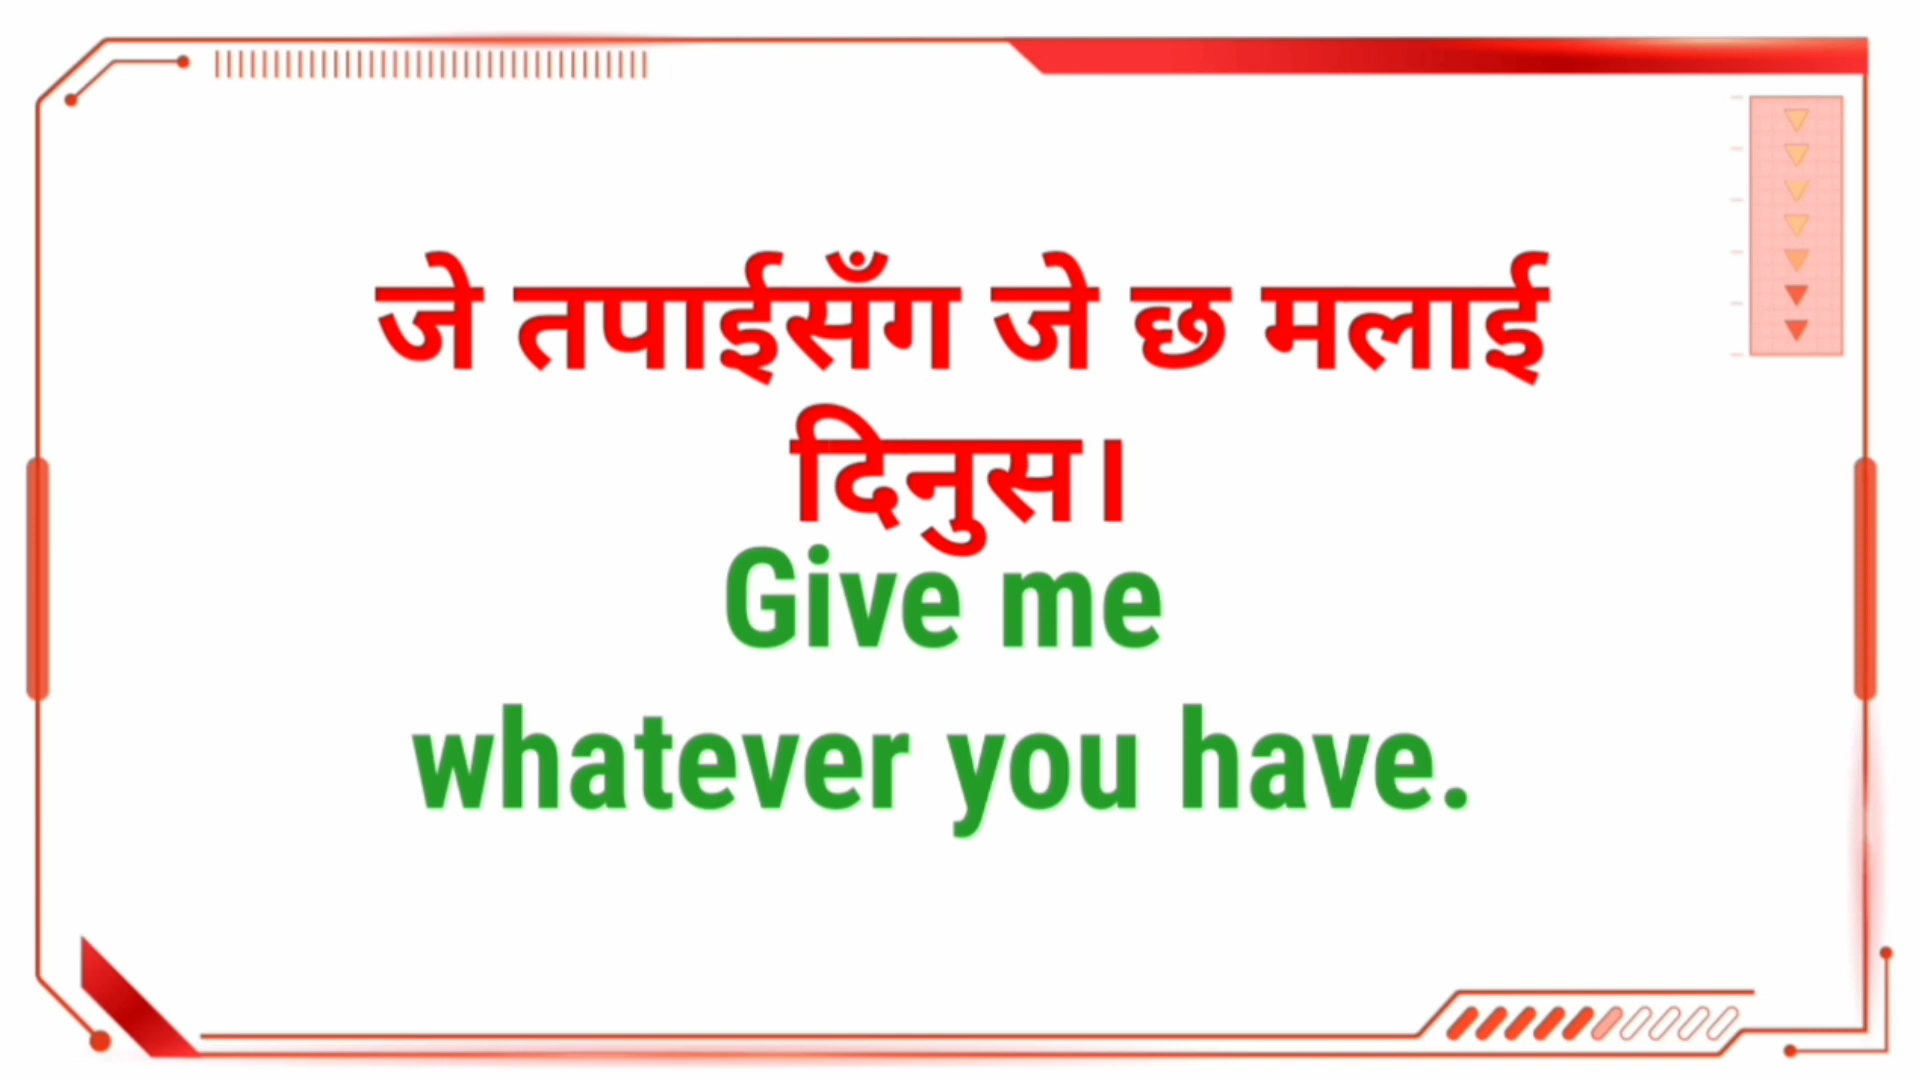 जे तपाईसँग जे छ मलाई
दिनुस।
Give me
whatever you have.